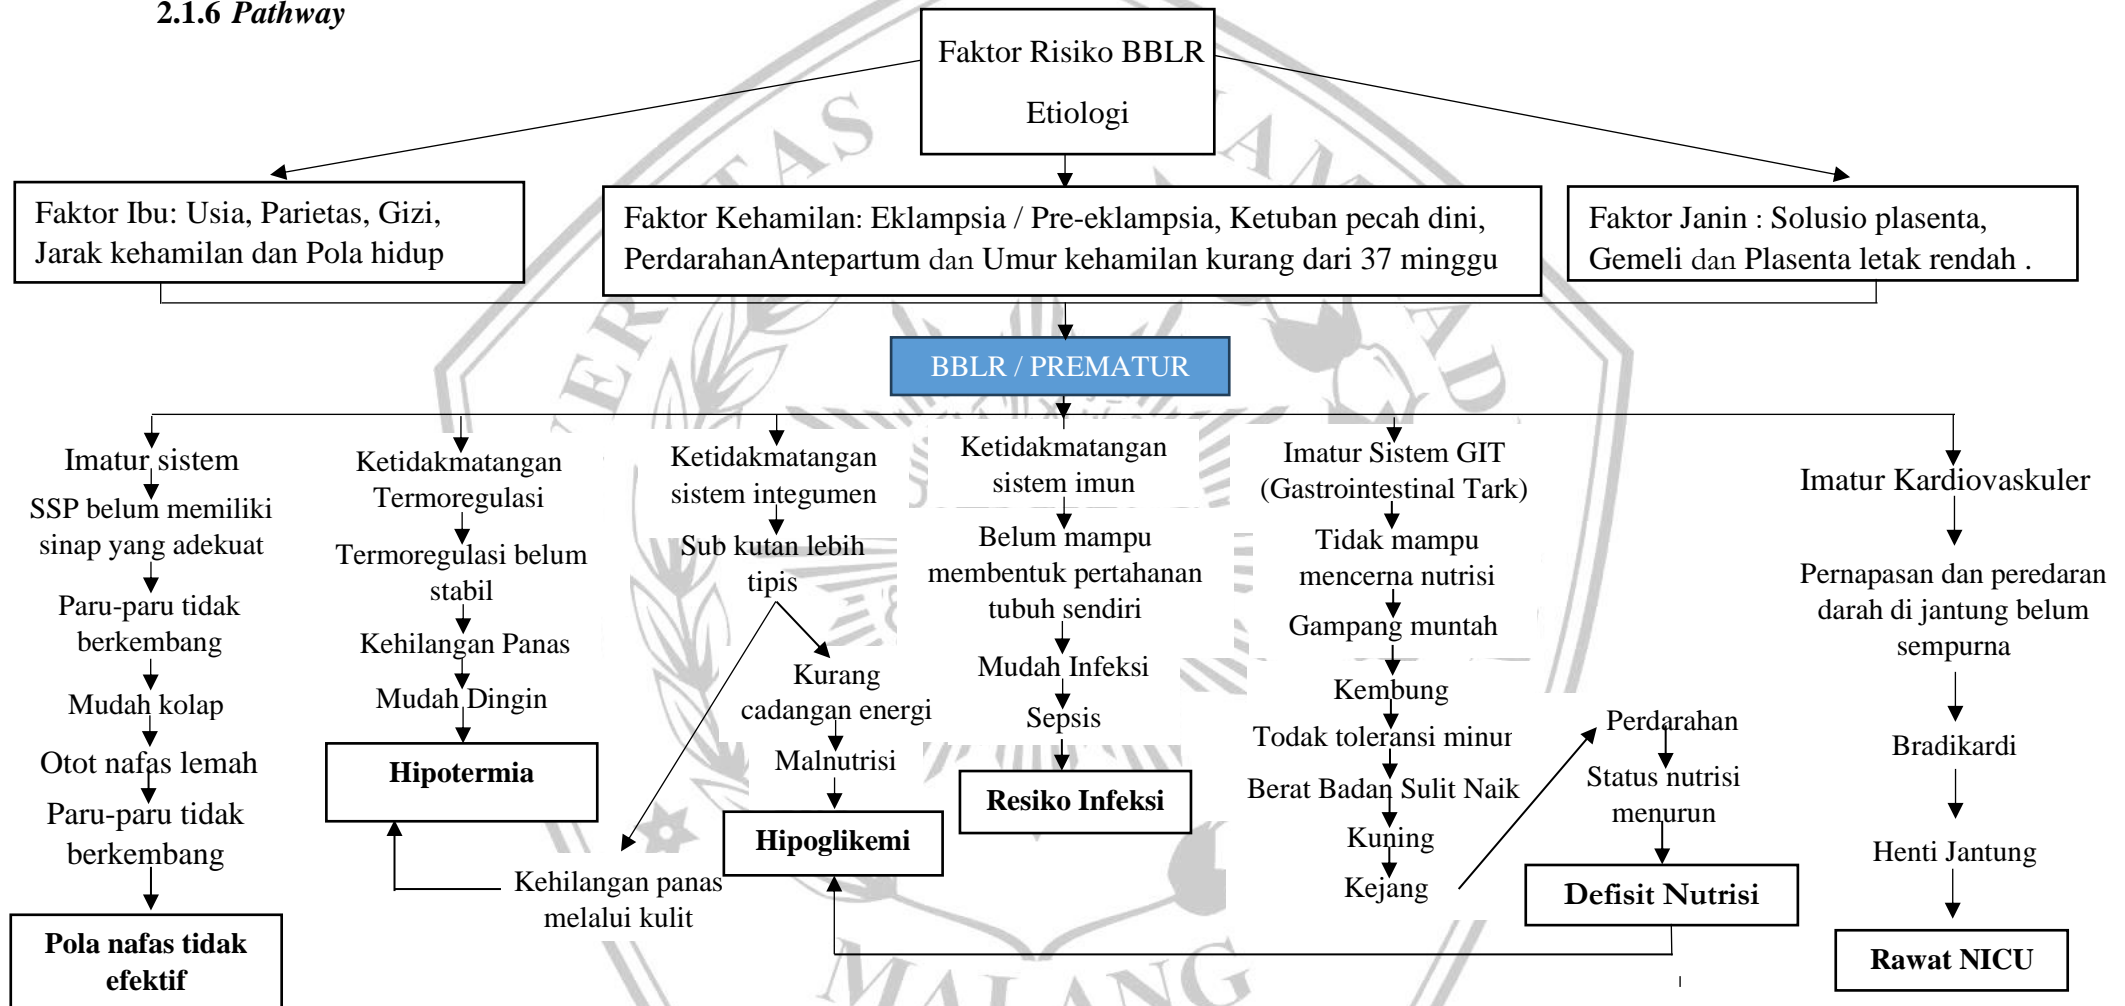 2.1.6 Pathway
Faktor Risiko BBLR
Etiologi
Faktor Ibu: Usia, Parietas, Gizi,
Jarak kehamilan dan Pola hidup
Faktor Kehamilan: Eklampsia / Pre-eklampsia, Ketuban pecah dini,
PerdarahanAntepartum dan Umur kehamilan kurang dari 37 minggu
Faktor Janin : Solusio plasenta,
Gemeli dan Plasenta letak rendah .
BBLR / PREMATUR
Imatur sistem
SSP belum memiliki
sinap yang adekuat
Paru-paru tidak
berkembang
Mudah kolap
Otot nafas lemah
Paru-paru tidak
berkembang
Pola nafas tidak
efektif
Ketidakmatangan
Termoregulasi
Termoregulasi belum
stabil
Kehilangan Panas
Mudah Dingin
Hipotermia
Ketidakmatangan
sistem integumen
Sub kutan lebih
tipis
Kurang
cadangan energi
Malnutrisi
Hipoglikemi
Kehilangan panas
melalui kulit
Ketidakmatangan
sistem imun
Belum mampu
membentuk pertahanan
tubuh sendiri
Mudah Infeksi
Sepsis
Resiko Infeksi
Imatur Sistem GIT
(Gastrointestinal Tark)
Tidak mampu
mencerna nutrisi
Gampang muntah
Kembung
Todak toleransi minur
Berat Badan Sulit Naik
Kuning
Kejang
Perdarahan
Status nutrisi
menurun
Defisit Nutrisi
Imatur Kardiovaskuler
Pernapasan dan peredaran
darah di jantung belum
sempurna
Bradikardi
Henti Jantung
Rawat NICU
MALANG